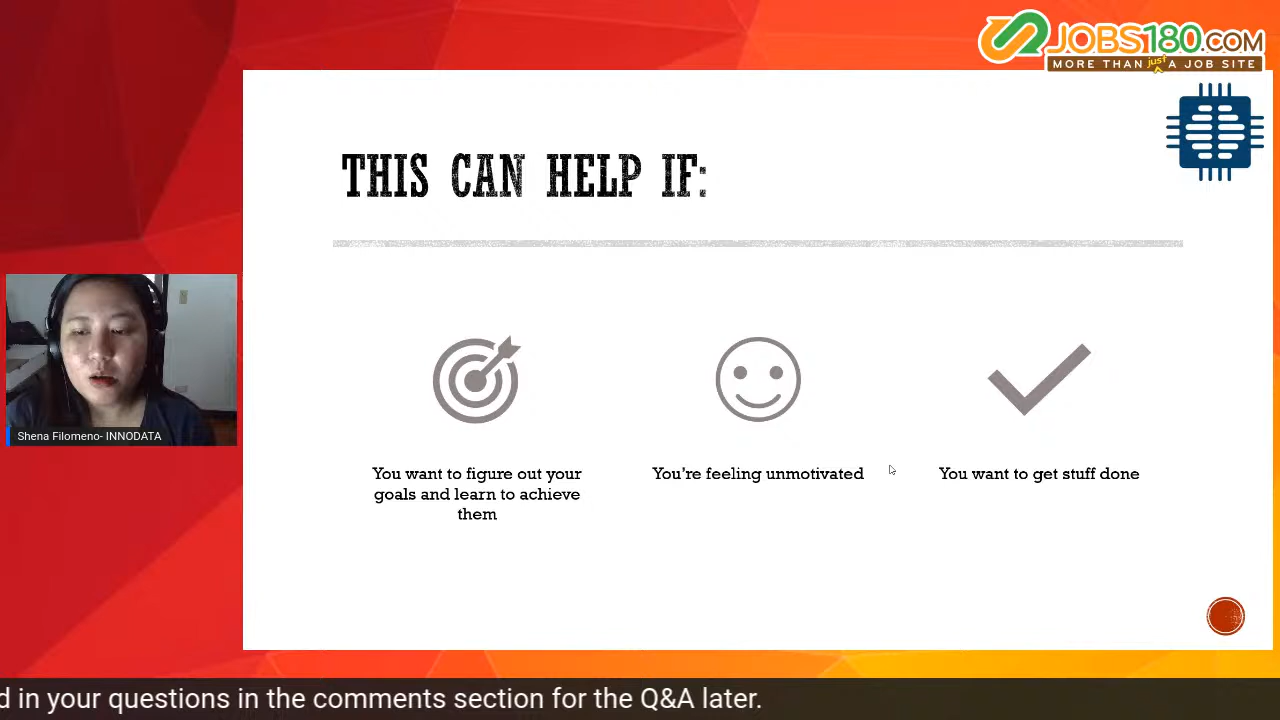 JOBS180.COM
MORE THAN just A JOB SITE
THIS CAN HELP IF:
You want to figure out your
goals and learn to achieve
them
You're feeling unmotivated
You want to get stuff done
Shena Filomeno- INNODATA
d in your questions in the comments section for the Q&A later.